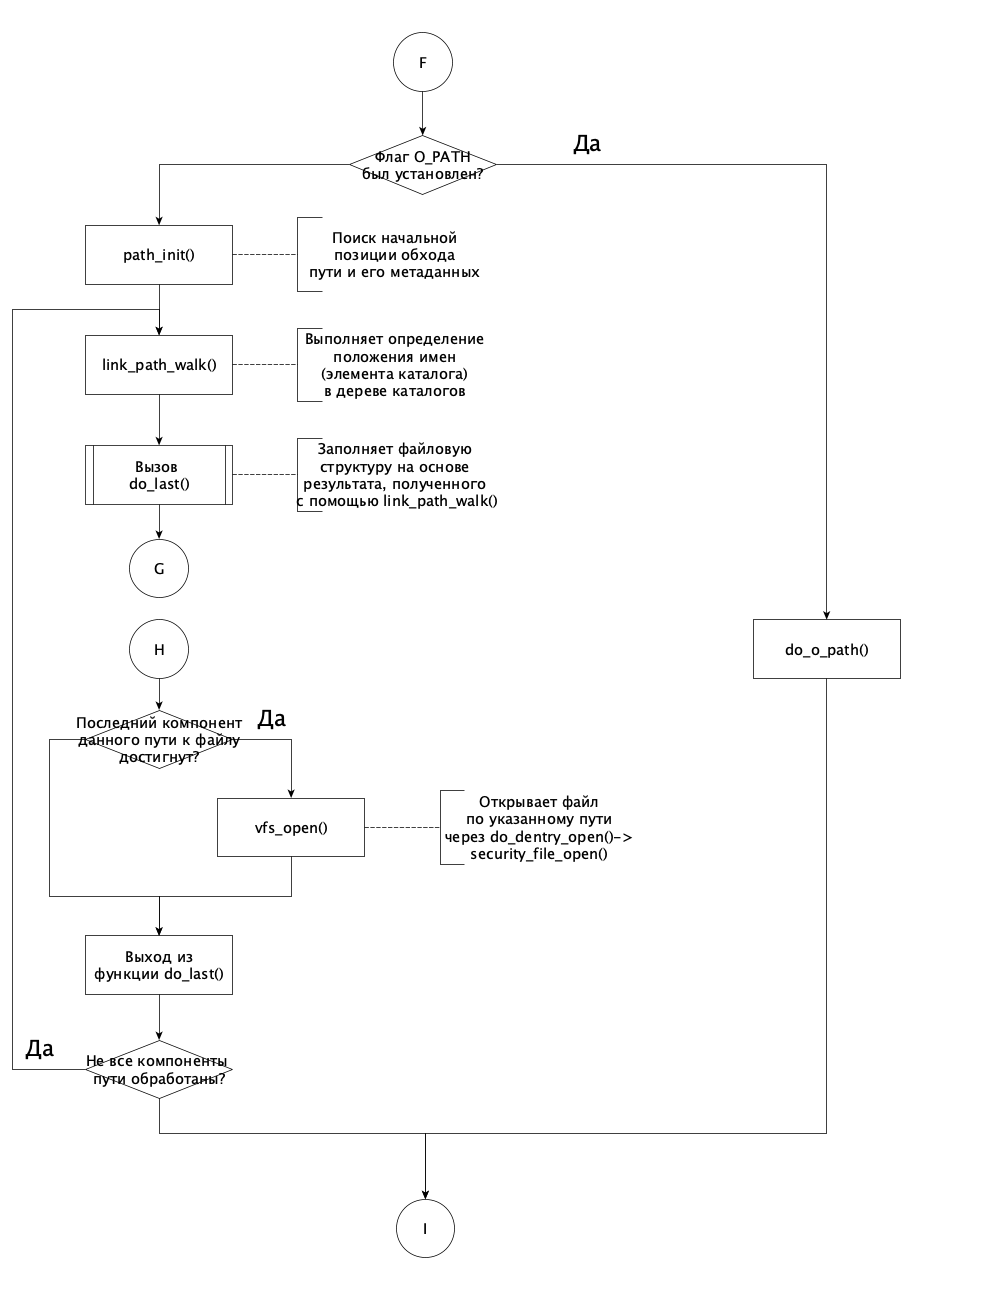 F
Да
Флаг O_PATH
был установлен?
path_init()
Поиск начальной
позиции обхода
пути и его метаданных
link_path_walk()
Выполняет определение
положения имен
(элемента каталога)
в дереве каталогов
Вызов
do_last()
Заполняет файловую
структуру на основе
результата, полученного
с помощью link_path_walk()
G
H
do_o_path()
Последний компонент
данного пути к файлу
достигнут?
Да
vfs_open()
Открывает файл
по указанному пути
через do_dentry_open()->
security_file_open()
Выход из
функции do_last()
Да
Не все компоненты
пути обработаны?
I